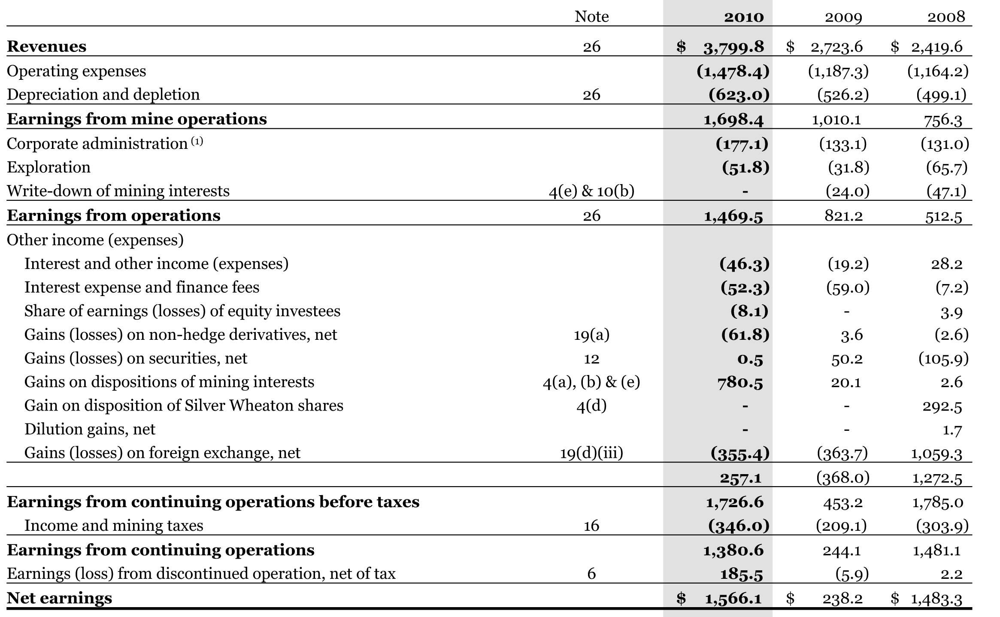 Note 2010 2009 2008
Revenues 26 $ 3,799.8 $ 2,723.6 $ 2,419.6
Operating expenses (1,478.4) (1,187.3) (1,164.2)
Depreciation and depletion 26 (623.0) (526.2) (499.1)
Earnings from mine operations 1,698.4 1,010.1 756.3
Corporate administration (1) (177.1) (133.1) (131.0)
Exploration (51.8) (31.8) (65.7)
Write-down of mining interests 4(e) & 10(b) - (24.0) (47.1)
Earnings from operations 26 1,469.5 821.2 512.5
Other income (expenses)
Interest and other income (expenses) (46.3) (19.2) 28.2
Interest expense and finance fees (52.3) (59.0) (7.2)
Share of earnings (losses) of equity investees (8.1) - 3.9
Gains (losses) on non-hedge derivatives, net 19(a) (61.8) 3.6 (2.6)
Gains (losses) on securities, net 12 0.5 50.2 (105.9)
Gains on dispositions of mining interests 4(a), (b) & (e) 780.5 20.1 2.6
Gain on disposition of Silver Wheaton shares 4(d) - - 292.5
Dilution gains, net - - 1.7
Gains (losses) on foreign exchange, net 19(d)(iii) (355.4) (363.7) 1,059.3
257.1 (368.0) 1,272.5
Earnings from continuing operations before taxes 1,726.6 453.2 1,785.0
Income and mining taxes 16 (346.0) (209.1) (303.9)
Earnings from continuing operations 1,380.6 244.1 1,481.1
Earnings (loss) from discontinued operation, net of tax 6 185.5 (5.9) 2.2
Net earnings $ 1,566.1 $ 238.2 $ 1,483.3